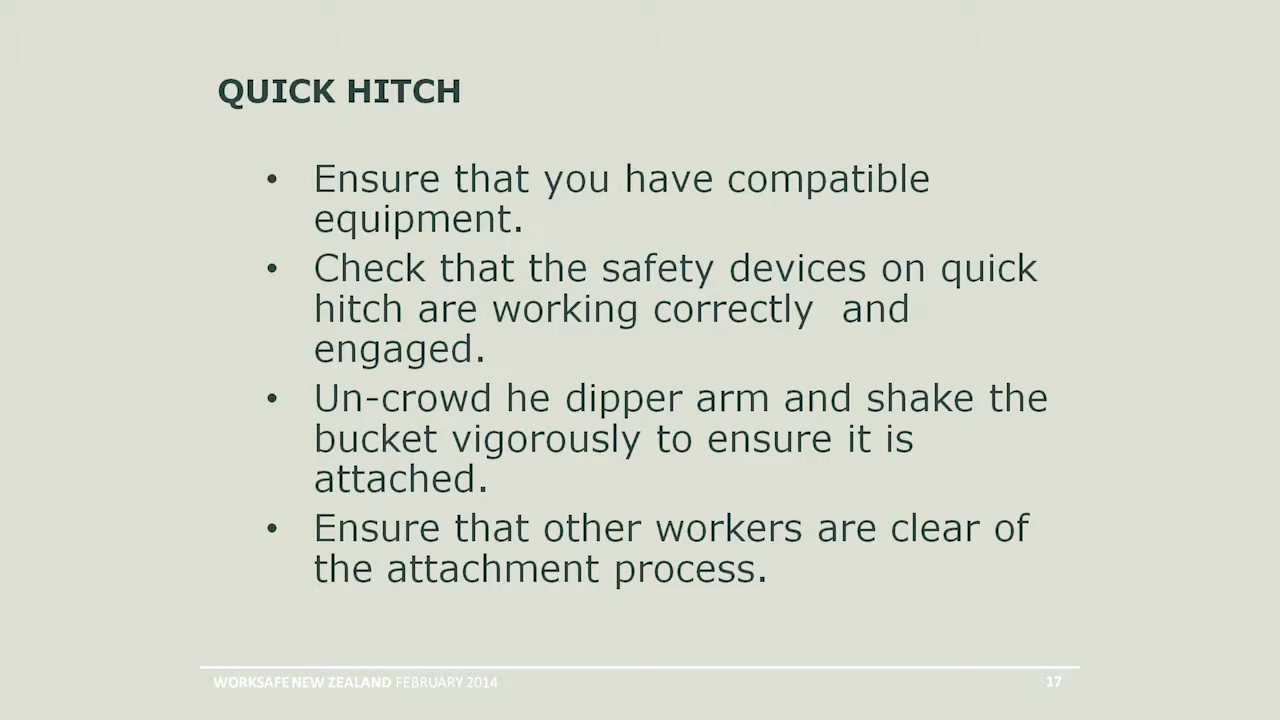 QUICK HITCH
• Ensure that you have compatible
equipment.
• Check that the safety devices on quick
hitch are working correctly  and
engaged.
• Un-crowd he dipper arm and shake the
bucket vigorously to ensure it is
attached.
• Ensure that other workers are clear of
the attachment process.
WORKSAFE NEW ZEALAND FEBRUARY 2014
17